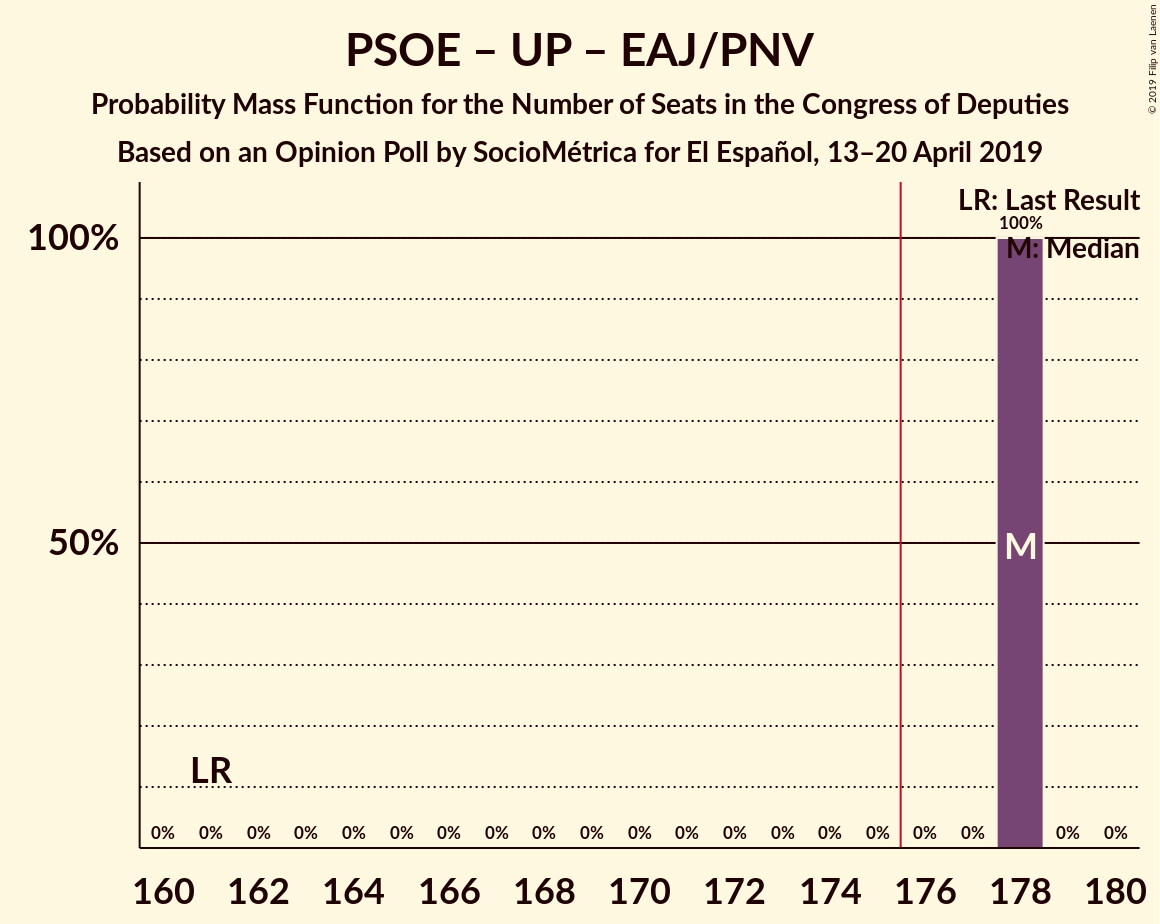 PSOE – UP – EAJ/PNV
Probability Mass Function for the Number of Seats in the Congress of Deputies
Based on an Opinion Poll by SocioMétrica for El Español, 13–20 April 2019
© 2019 Filip van Laenen
LR: Last Result
100%
100%
M: Median
50%
M
LR
0% 0% 0% 0% 0% 0% 0% 0% 0% 0% 0% 0% 0% 0% 0% 0% 0% 0% 0% 0%
160 162 164 166 168 170 172 174 176 178 180